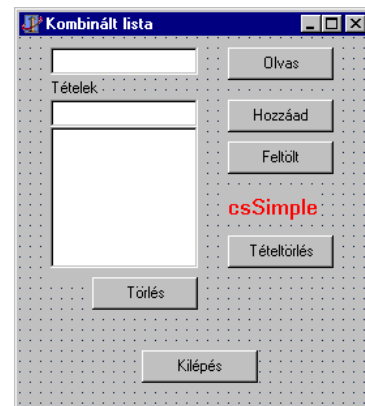 Kombinált lista
Olvas
Tételek
Hozzáad
Feltölt
csSimple
Tételtörlés
Törlés
Kilépés